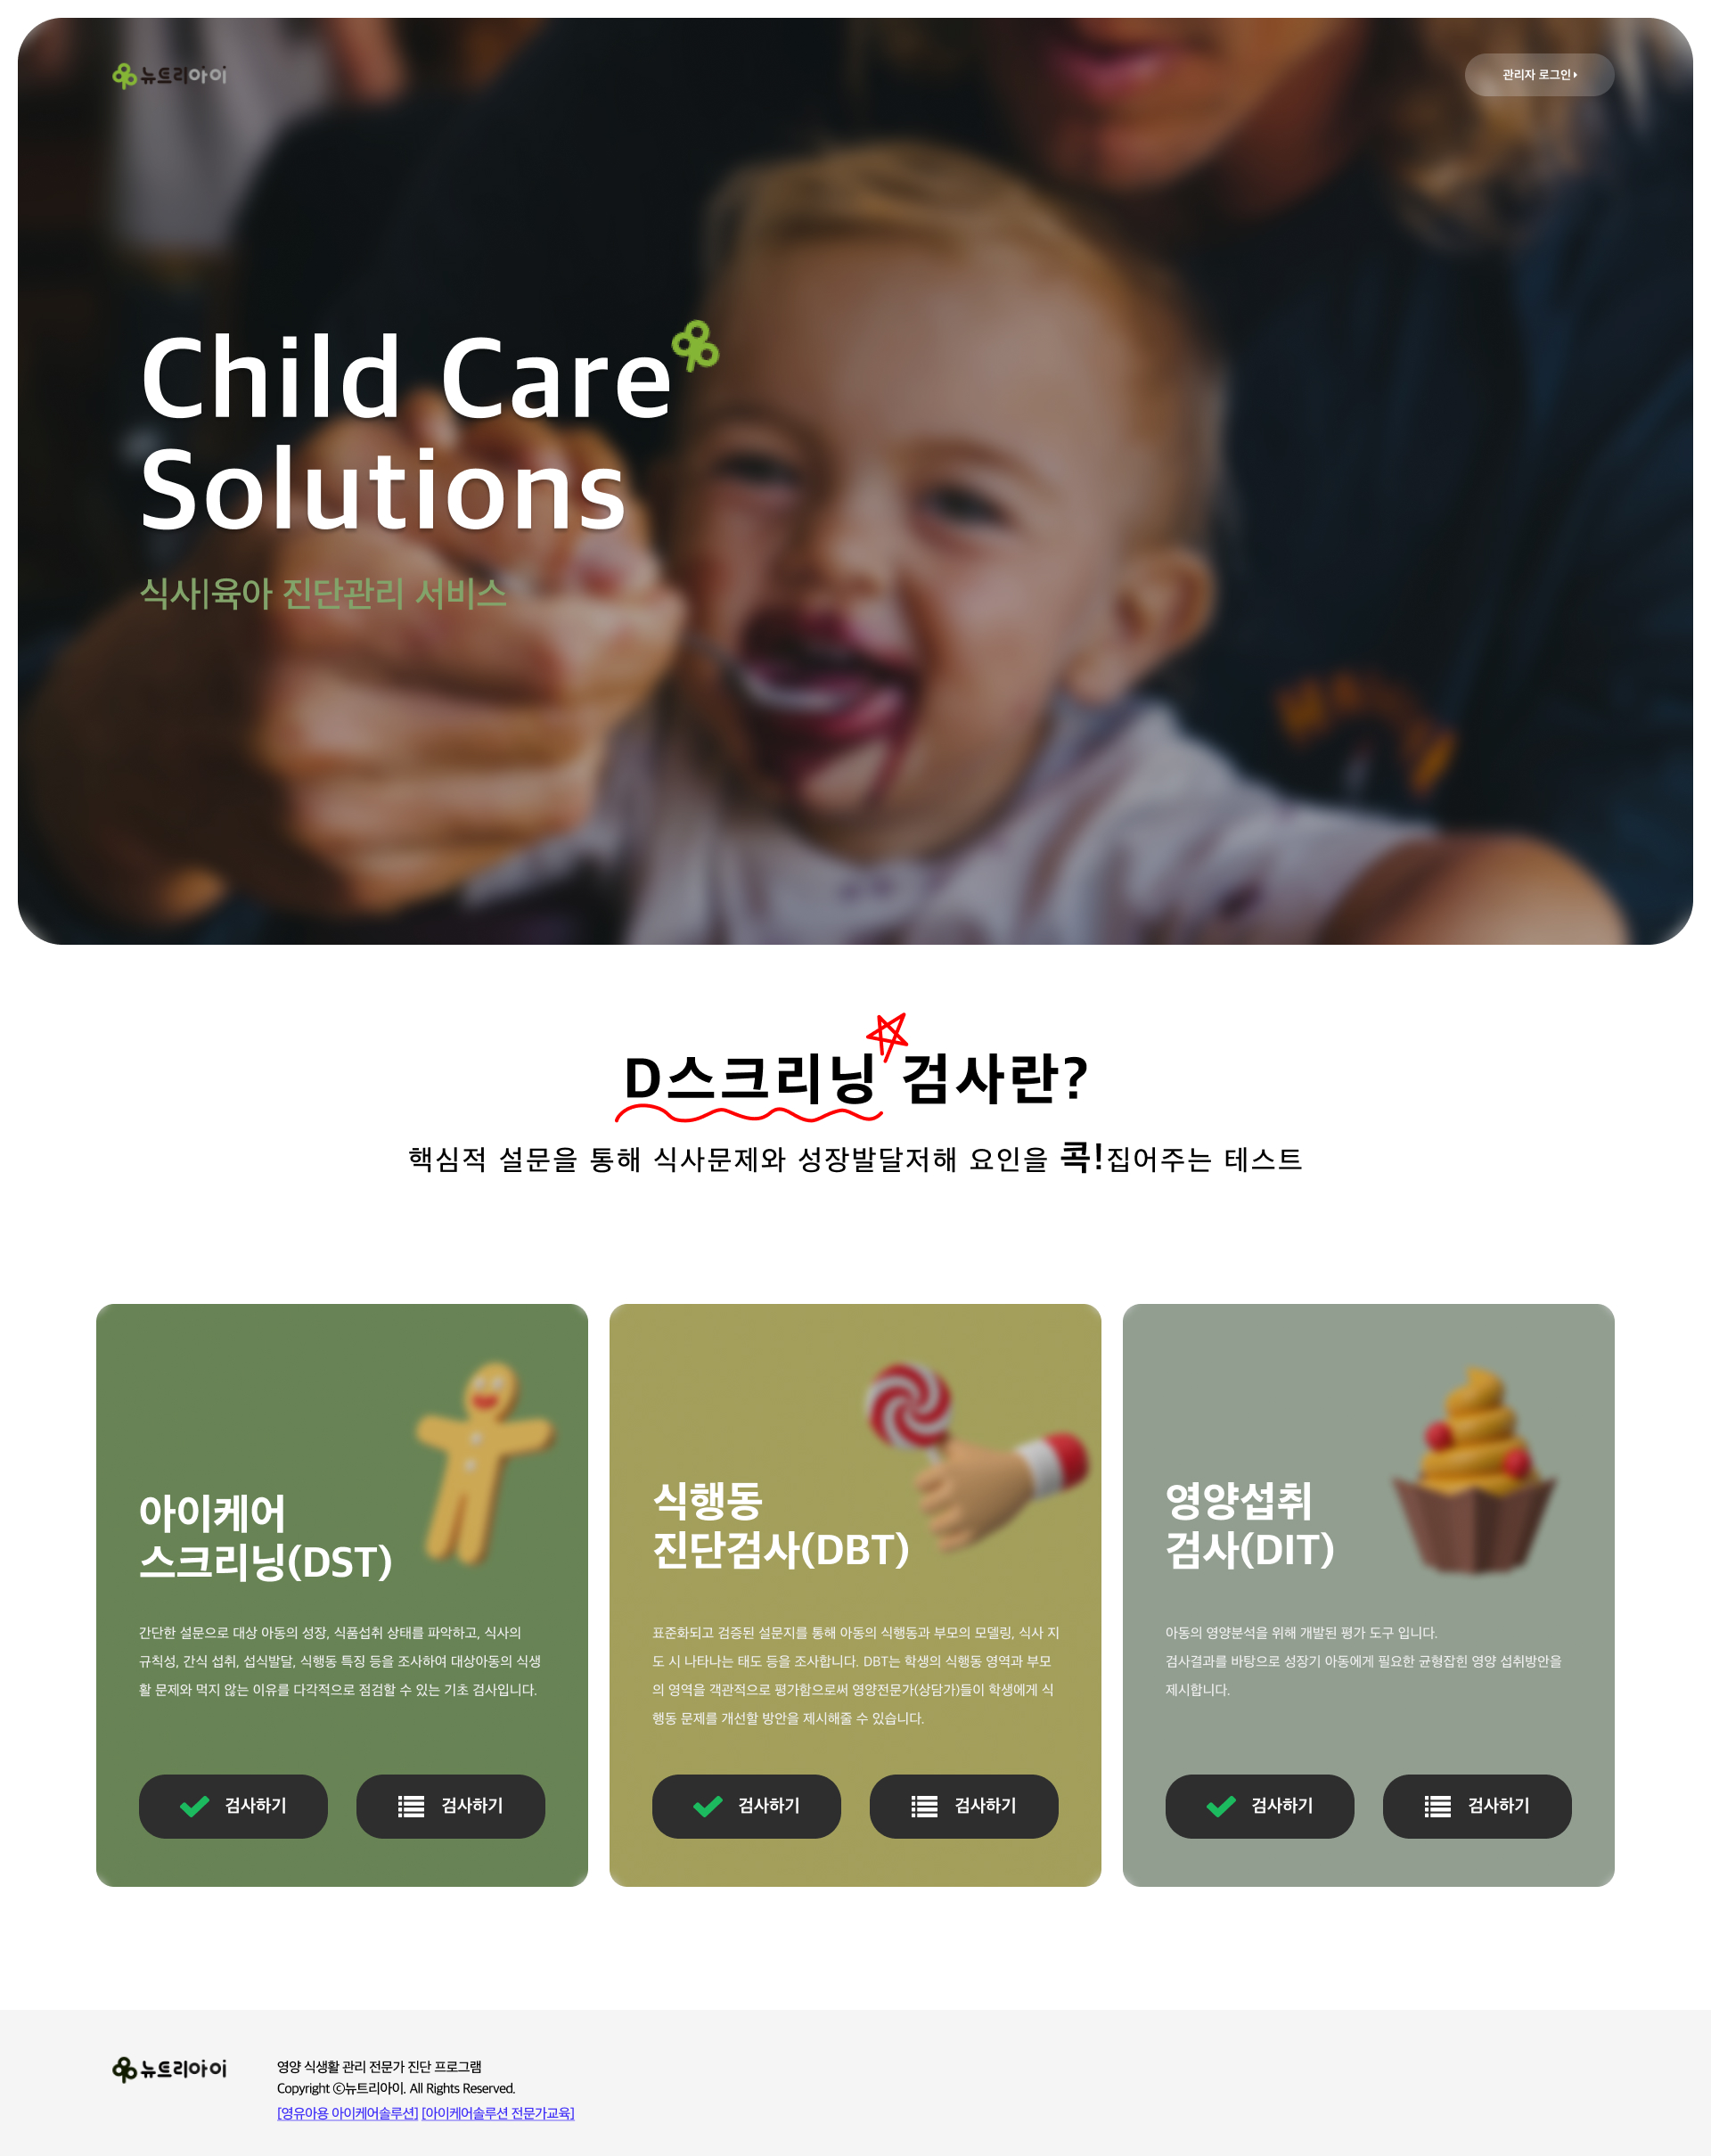 뉴트리아이
관리자 로그인
Child Care
Solutions
식사|육아 진단관리 서비스
D스크리닝 검사란?
핵심적 설문을 통해 식사문제와 성장발달저해 요인을 콕!집어주는 테스트
아이케어
스크리닝(DST)
간단한 설문으로 대상 아동의 성장, 식품섭취 상태를 파악하고, 식사의
규칙성, 간식 섭취, 섭식발달, 식행동 특징 등을 조사하여 대상아동의 식생
활 문제와 먹지 않는 이유를 다각적으로 점검할 수 있는 기초 검사입니다.
검사하기
검사하기
식행동
진단검사(DBT)
표준화되고 검증된 설문지를 통해 아동의 식행동과 부모의 모델링, 식사 지
도 시 나타나는 태도 등을 조사합니다. DBT는 학생의 식행동 영역과 부모
의 영역을 객관적으로 평가함으로써 영양전문가(상담가)들이 학생에게 식
행동 문제를 개선할 방안을 제시해줄 수 있습니다.
검사하기
검사하기
영양섭취
검사(DIT)
아동의 영양분석을 위해 개발된 평가 도구 입니다.
검사결과를 바탕으로 성장기 아동에게 필요한 균형잡힌 영양 섭취방안을
제시합니다.
검사하기
검사하기
뉴트리아이
영양 식생활 관리 전문가 진단 프로그램
Copyright ⓒ뉴트리아이. All Rights Reserved.
[영유아용 아이케어솔루션] [아이케어솔루션 전문가교육]